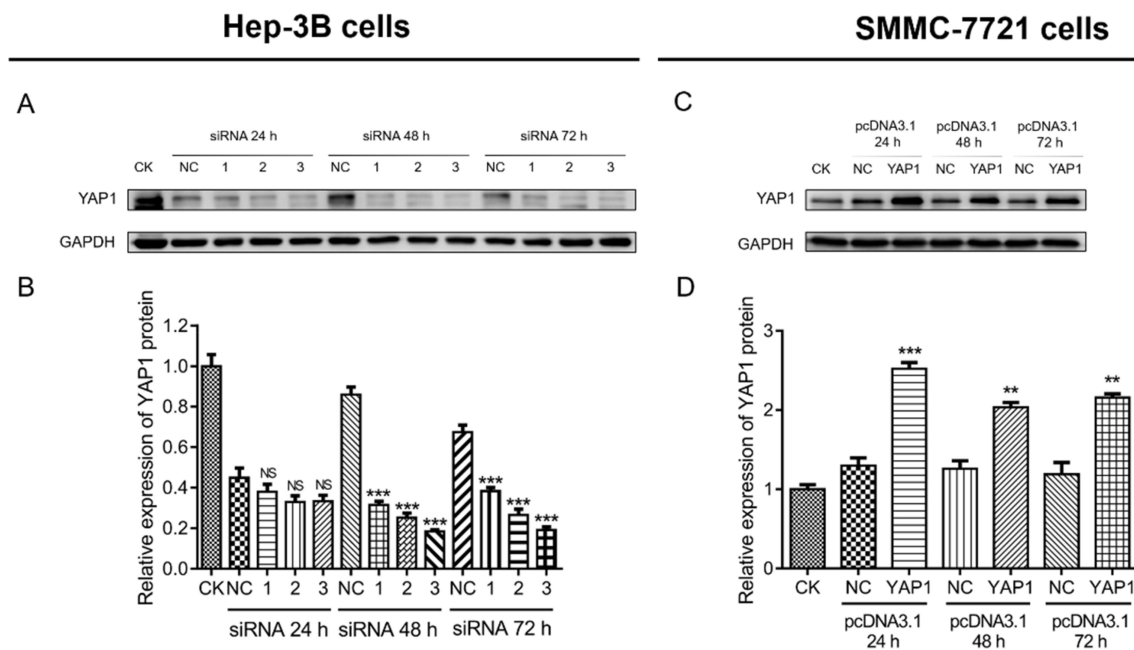 Hep-3B cells
SMMC-7721 cells
A
siRNA 24 h siRNA 48 h siRNA 72 h
CK NC 1 2 3 NC 1 2 3 NC 1 2 3
YAP1
GAPDH
B
Relative expression of YAP1 protein
1.2
1.0
0.8
0.6
0.4
0.2
0.0
NS NS NS *** *** *** *** *** ***
CK NC 1 2 3 NC 1 2 3 NC 1 2 3
siRNA 24 h siRNA 48 h siRNA 72 h
C
pcDNA3.1 pcDNA3.1 pcDNA3.1
24 h 48 h 72 h
CK NC YAP1 NC YAP1 NC YAP1
YAP1
GAPDH
D
Relative expression of YAP1 protein
3
2
1
0
*** ** **
CK NC YAP1 NC YAP1 NC YAP1
pcDNA3.1 pcDNA3.1 pcDNA3.1
24 h 48 h 72 h